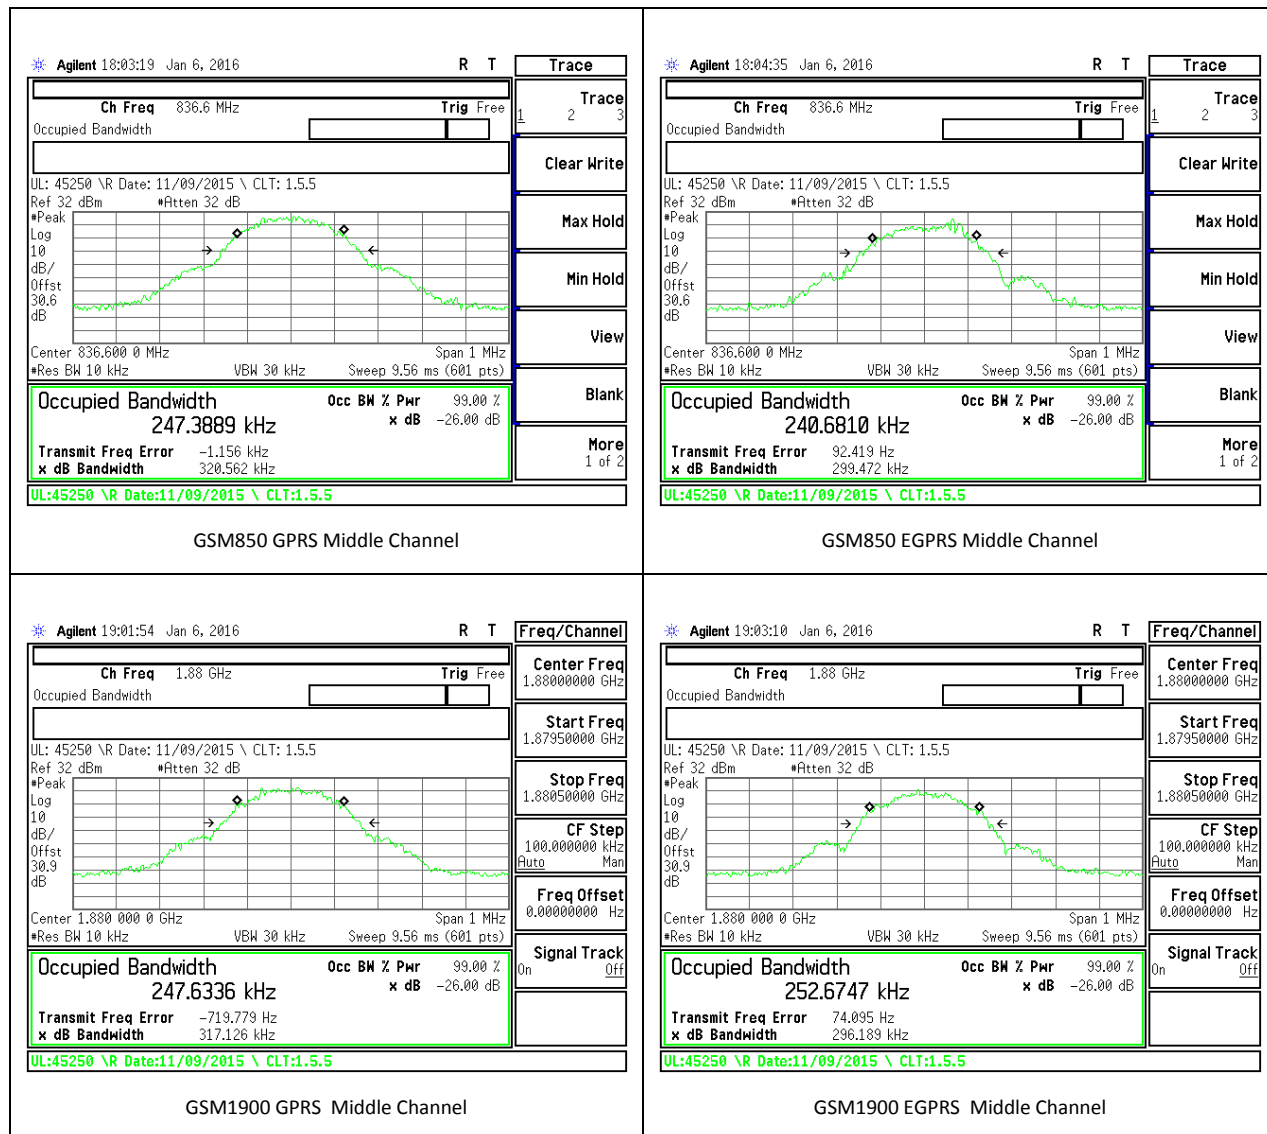 Agilent 18:03:19 Jan 6, 2016 R T
Trace
Ch Freq 836.6 MHz Trig Free
Occupied Bandwidth
UL: 45250 \R Date: 11/09/2015 \ CLT: 1.5.5
Ref 32 dBm #Atten 32 dB
#Peak
Log
10
dB/
Offst
30.6
dB
Center 836.600 0 MHz Span 1 MHz
#Res BW 10 kHz VBW 30 kHz Sweep 9.56 ms (601 pts)
Occupied Bandwidth Occ BW % Pwr 99.00 %
247.3889 kHz x dB -26.00 dB
Transmit Freq Error -1.156 kHz
x dB Bandwidth 320.562 kHz
UL:45250 \R Date:11/09/2015 \ CLT:1.5.5
Trace
1 2 3
Clear Write
Max Hold
Min Hold
View
Blank
More
1 of 2
GSM850 GPRS Middle Channel
Agilent 18:04:35 Jan 6, 2016 R T
Trace
Ch Freq 836.6 MHz Trig Free
Occupied Bandwidth
UL: 45250 \R Date: 11/09/2015 \ CLT: 1.5.5
Ref 32 dBm #Atten 32 dB
#Peak
Log
10
dB/
Offst
30.6
dB
Center 836.600 0 MHz Span 1 MHz
#Res BW 10 kHz VBW 30 kHz Sweep 9.56 ms (601 pts)
Occupied Bandwidth Occ BW % Pwr 99.00 %
240.6810 kHz x dB -26.00 dB
Transmit Freq Error 92.419 Hz
x dB Bandwidth 299.472 kHz
UL:45250 \R Date:11/09/2015 \ CLT:1.5.5
Trace
1 2 3
Clear Write
Max Hold
Min Hold
View
Blank
More
1 of 2
GSM850 EGPRS Middle Channel
Agilent 19:01:54 Jan 6, 2016 R T
Freq/Channel
Ch Freq 1.88 GHz Trig Free
Occupied Bandwidth
UL: 45250 \R Date: 11/09/2015 \ CLT: 1.5.5
Ref 32 dBm #Atten 32 dB
#Peak
Log
10
dB/
Offst
30.9
dB
Center 1.880 000 0 GHz Span 1 MHz
#Res BW 10 kHz VBW 30 kHz Sweep 9.56 ms (601 pts)
Occupied Bandwidth Occ BW % Pwr 99.00 %
247.6336 kHz x dB -26.00 dB
Transmit Freq Error -719.779 Hz
x dB Bandwidth 317.126 kHz
UL:45250 \R Date:11/09/2015 \ CLT:1.5.5
Center Freq
1.88000000 GHz
Start Freq
1.87950000 GHz
Stop Freq
1.88050000 GHz
CF Step
100.000000 kHz
Auto Man
Freq Offset
0.00000000 Hz
Signal Track
On Off
GSM1900 GPRS Middle Channel
Agilent 19:03:10 Jan 6, 2016 R T
Freq/Channel
Ch Freq 1.88 GHz Trig Free
Occupied Bandwidth
UL: 45250 \R Date: 11/09/2015 \ CLT: 1.5.5
Ref 32 dBm #Atten 32 dB
#Peak
Log
10
dB/
Offst
30.9
dB
Center 1.880 000 0 GHz Span 1 MHz
#Res BW 10 kHz VBW 30 kHz Sweep 9.56 ms (601 pts)
Occupied Bandwidth Occ BW % Pwr 99.00 %
252.6747 kHz x dB -26.00 dB
Transmit Freq Error 74.095 Hz
x dB Bandwidth 296.189 kHz
UL:45250 \R Date:11/09/2015 \ CLT:1.5.5
Center Freq
1.88000000 GHz
Start Freq
1.87950000 GHz
Stop Freq
1.88050000 GHz
CF Step
100.000000 kHz
Auto Man
Freq Offset
0.00000000 Hz
Signal Track
On Off
GSM1900 EGPRS Middle Channel